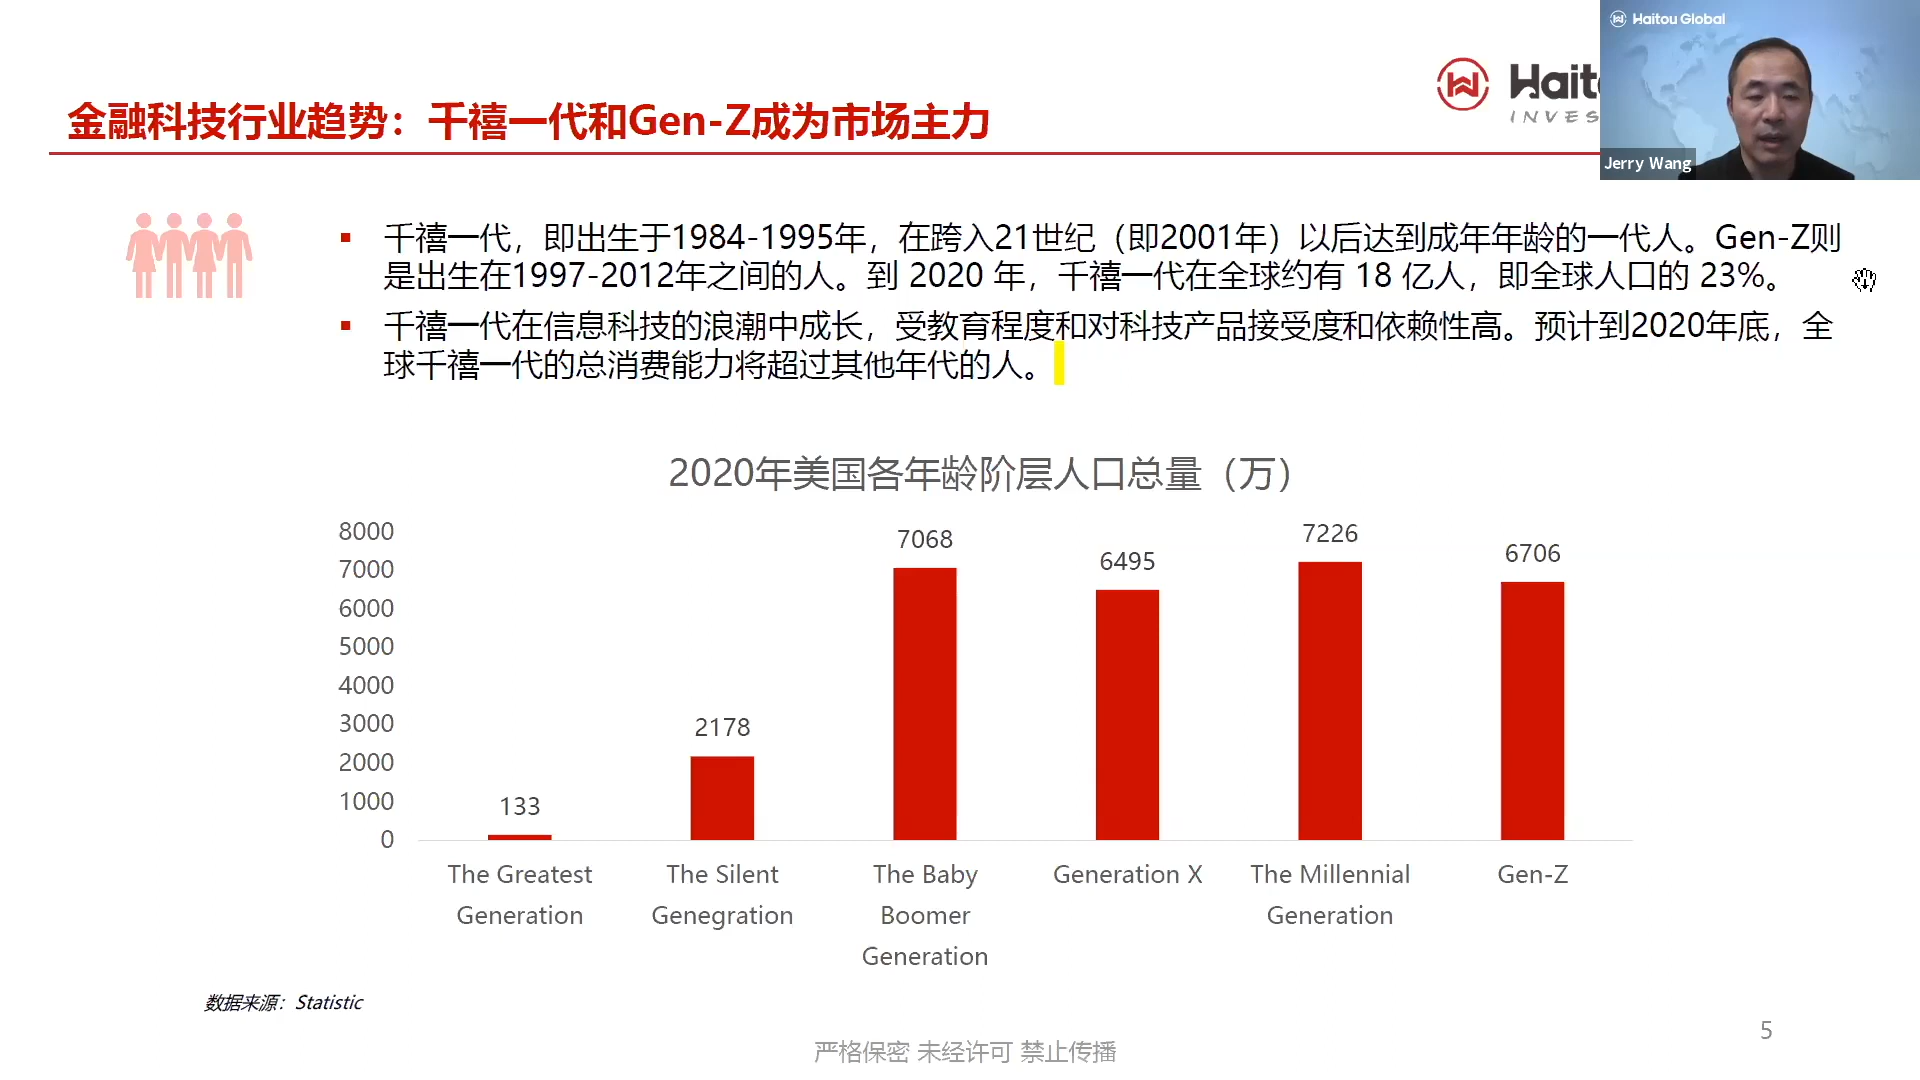 Haitou Global
Hait
INVES
Jerry Wang
金融科技行业趋势：千禧一代和Gen-Z成为市场主力
千禧一代，即出生于1984-1995年，在跨入21世纪（即2001年）以后达到成年年龄的一代人。Gen-Z则
是出生在1997-2012年之间的人。到 2020 年，千禧一代在全球约有 18 亿人，即全球人口的 23%。
千禧一代在信息科技的浪潮中成长，受教育程度和对科技产品接受度和依赖性高。预计到2020年底，全
球千禧一代的总消费能力将超过其他年代的人。
2020年美国各年龄阶层人口总量（万）
8000
7000
6000
5000
4000
3000
2000
1000
0
133
2178
7068
6495
7226
6706
The Greatest
Generation
The Silent
Genegration
The Baby
Boomer
Generation
Generation X
The Millennial
Generation
Gen-Z
数据来源：Statistic
5
严格保密 未经许可 禁止传播